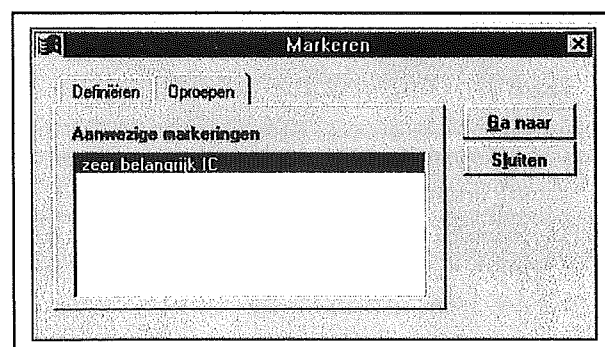 Markeren
Definiëren Oproepen
Aanwezige markeringen
zeer belangrijk IC
Ga naar
Sluiten